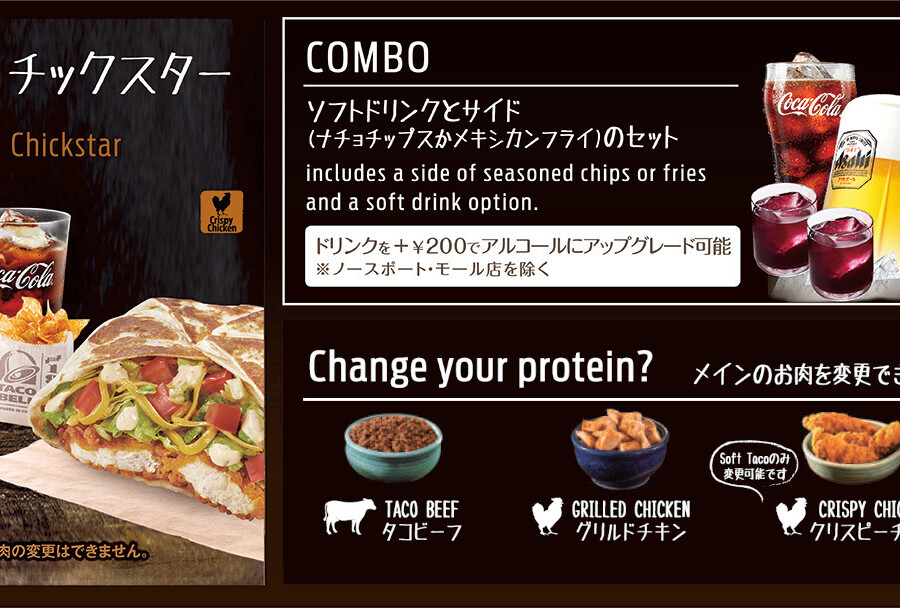 チックスター
Chickstar
Crispy
Chicken
Coca-Cola
TACO
BELL
肉の変更はできません。
COMBO
ソフトドリンクとサイド
(ナチョチップスかメキシカンフライ)のセット
includes a side of seasoned chips or fries
and a soft drink option.
ドリンクを+¥200でアルコールにアップグレード可能
※ノースポート・モール店を除く
Coca-Cola
Asahi
Change your protein?
メインのお肉を変更でき
TACO BEEF
タコビーフ
GRILLED CHICKEN
グリルドチキン
Soft Tacoのみ
変更可能です
CRISPY CHIC
クリスピーチ